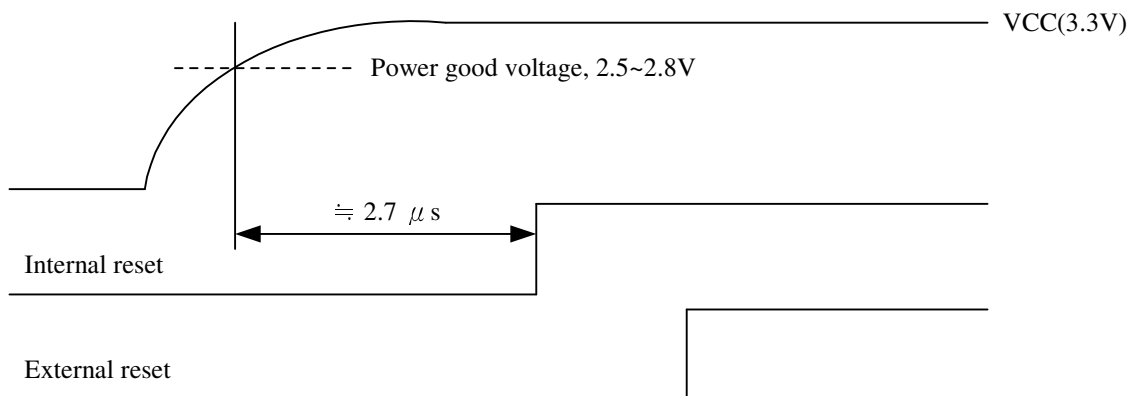 VCC(3.3V)
Power good voltage, 2.5~2.8V
≒ 2.7 μs
Internal reset
External reset